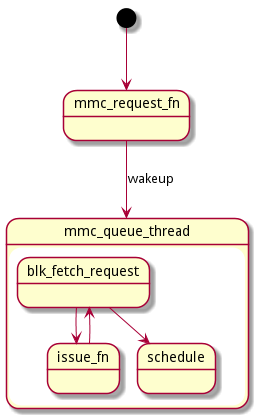 mmc_request_fn
wakeup
mmc_queue_thread
blk_fetch_request
issue_fn
schedule